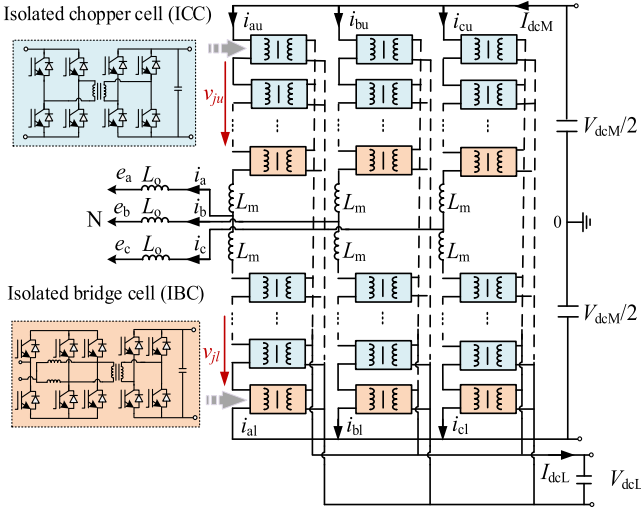 Isolated chopper cell (ICC)
i_au
i_bu
i_cu
I_dcM
v_ju
V_dcM/2
e_a L_o i_a
L_m L_m L_m
N e_b L_o i_b
0
e_c L_o i_c
L_m L_m L_m
Isolated bridge cell (IBC)
V_dcM/2
v_jl
i_al
i_bl
i_cl
I_dcL
V_dcL